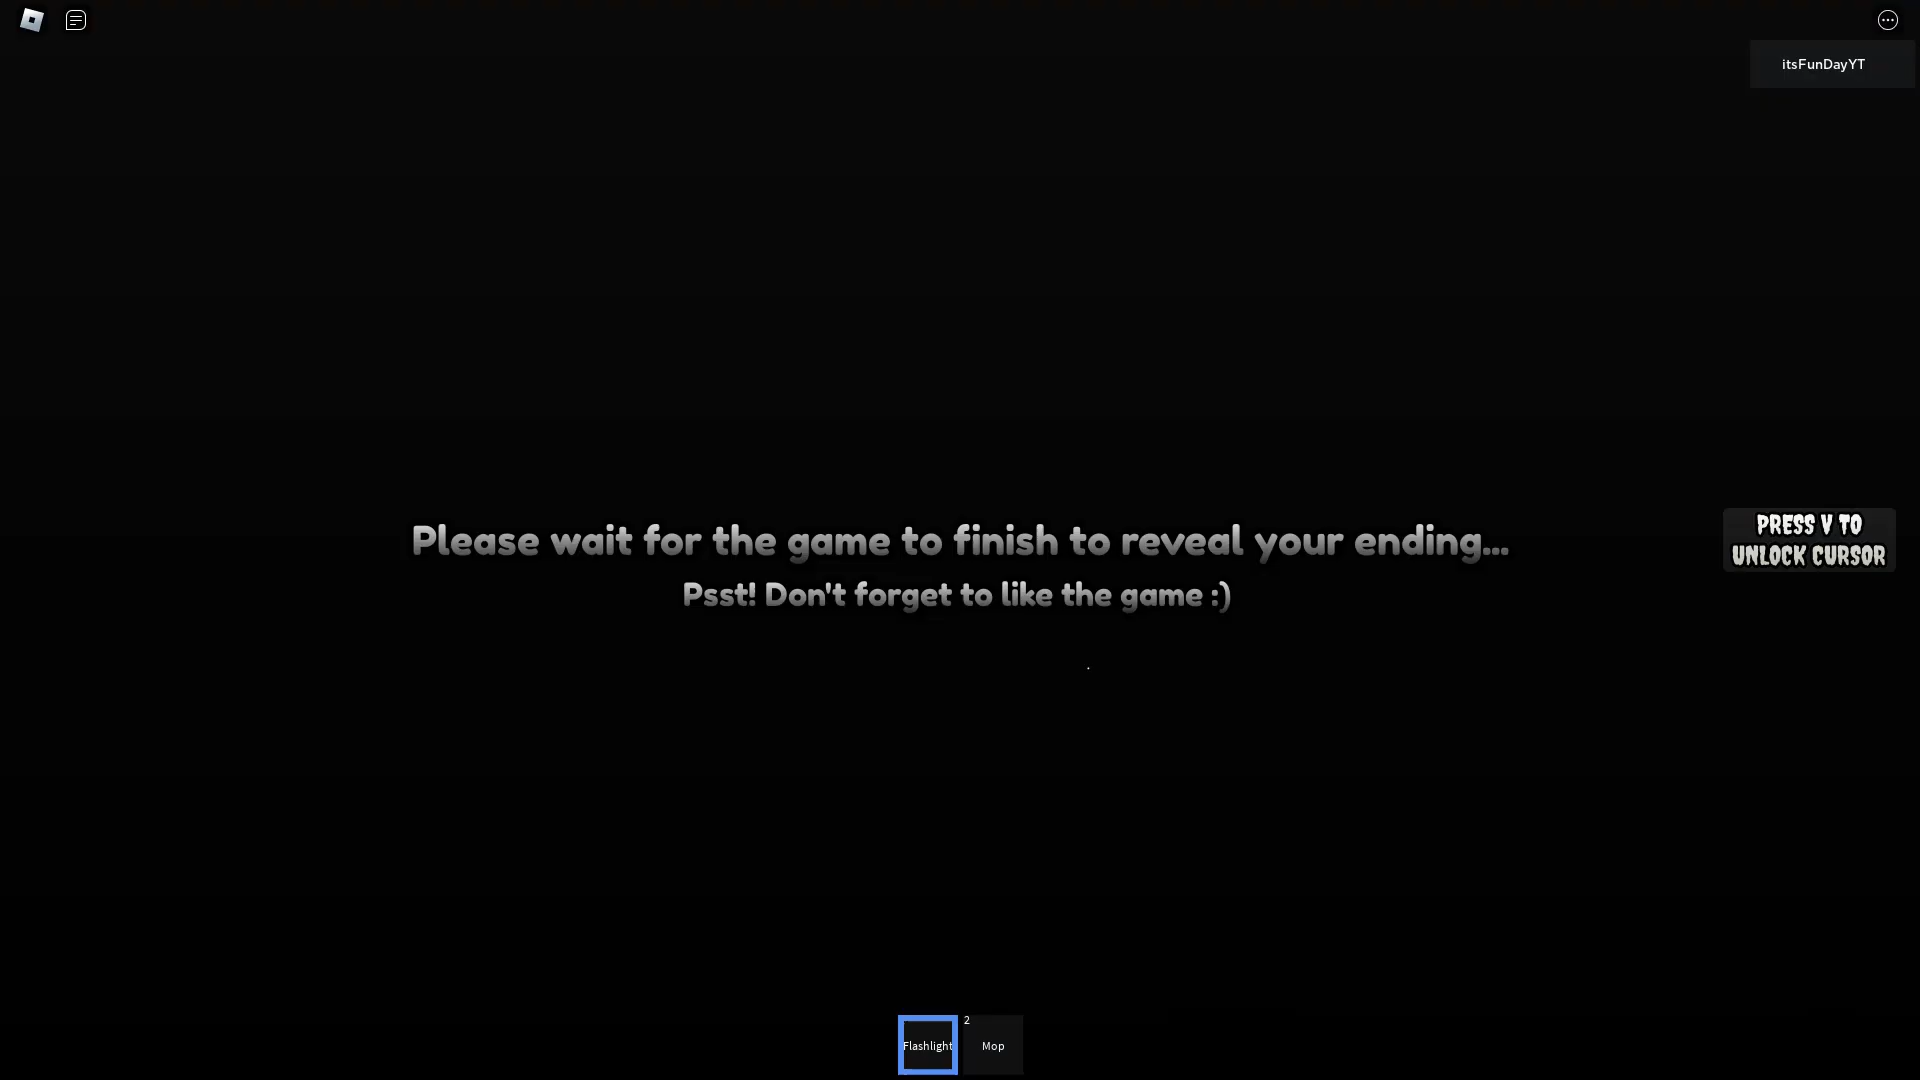 itsFunDayYT
Please wait for the game to finish to reveal your ending...
Psst! Don't forget to like the game :)
PRESS V TO
UNLOCK CURSOR
Flashlight
2
Mop